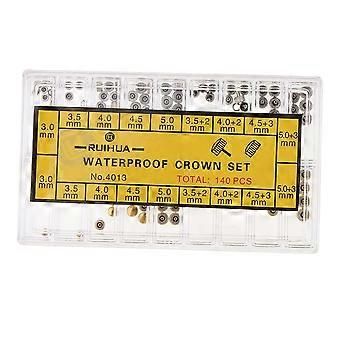 3.0 mm
3.5 mm
4.0 mm
4.5 mm
5.0 mm
3.5+2 mm
4.0+2 mm
4.5+3 mm
5.0+3 mm
RUIHUA
WATERPROOF CROWN SET
No.4013
TOTAL: 140 PCS
3.0 mm
3.5 mm
4.0 mm
4.5 mm
5.0 mm
3.5+2 mm
4.0+2 mm
4.5+3 mm
5.0+3 mm